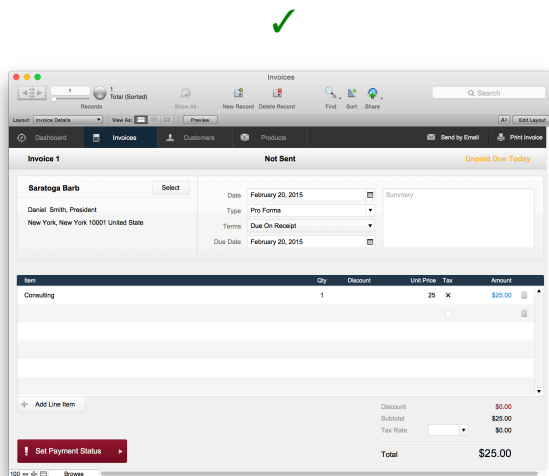 Invoices
1
1
Total (Sorted)
Records
Show All
New Record
Delete Record
Find
Sort
Share
Search
Layout: Invoice Details
View As:
Preview
Edit Layout
Dashboard
Invoices
Customers
Products
Send by Email
Print Invoice
Invoice 1
Not Sent
Unpaid Due Today
Saratoga Barb
Select
Daniel Smith, President
New York, New York 10001 United State
Date February 20, 2015
Type Pro Forma
Terms Due On Receipt
Due Date February 20, 2015
Summary
Item Qty Discount Unit Price Tax Amount
Consulting 1 25 $25.00
Add Line Item
Discount $0.00
Subtotal $25.00
Tax Rate $0.00
Set Payment Status
Total $25.00
100
Browse